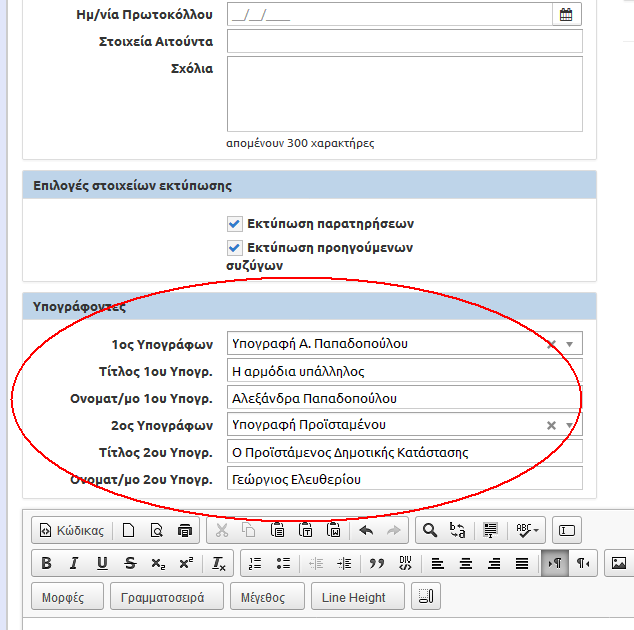 Ημ/νία Πρωτοκόλλου __/__/____
Στοιχεία Αιτούντα
Σχόλια
απομένουν 300 χαρακτήρες
Επιλογές στοιχείων εκτύπωσης
Εκτύπωση παρατηρήσεων
Εκτύπωση προηγούμενων
συζύγων
Υπογράφοντες
1ος Υπογράφων Υπογραφή Α. Παπαδοπούλου
Τίτλος 1ου Υπογρ. Η αρμόδια υπάλληλος
Ονοματ/μο 1ου Υπογρ. Αλεξάνδρα Παπαδοπούλου
2ος Υπογράφων Υπογραφή Προϊσταμένου
Τίτλος 2ου Υπογρ. Ο Προϊστάμενος Δημοτικής Κατάστασης
Ονοματ/μο 2ου Υπογρ. Γεώργιος Ελευθερίου
Κώδικας
Μορφές Γραμματοσειρά Μέγεθος Line Height